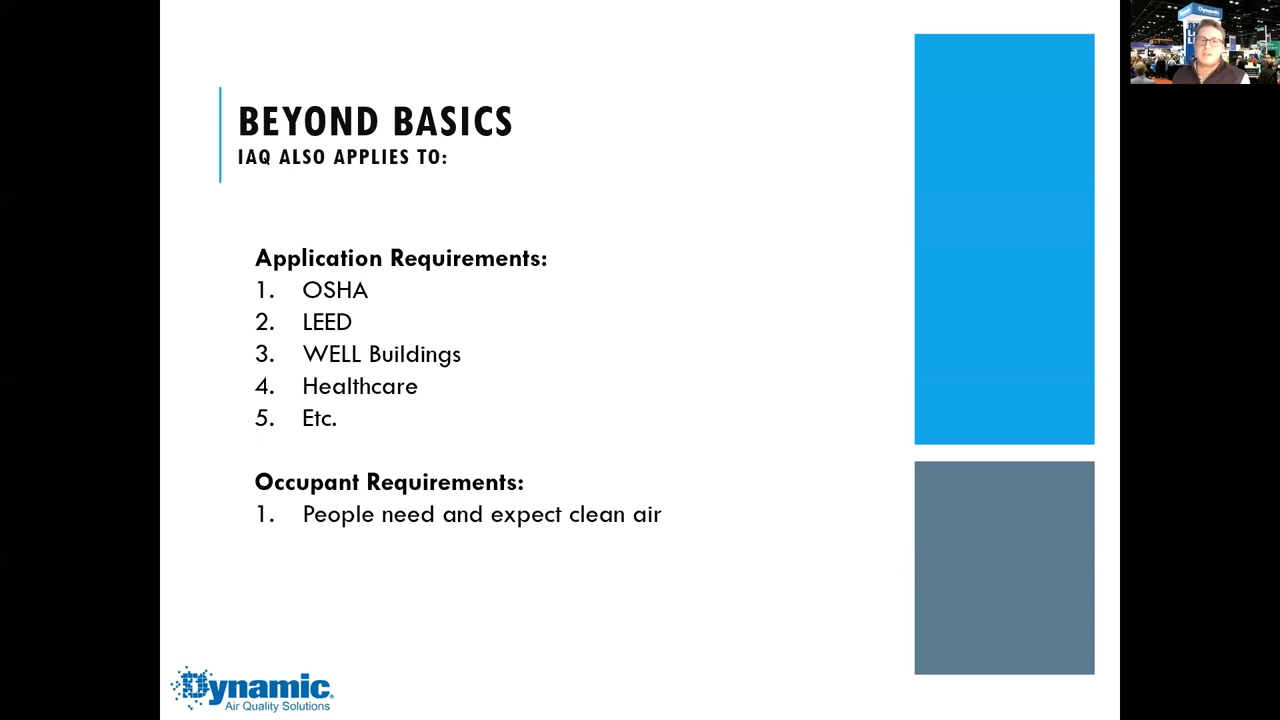 BEYOND BASICS
IAQ ALSO APPLIES TO:
Application Requirements:
1. OSHA
2. LEED
3. WELL Buildings
4. Healthcare
5. Etc.
Occupant Requirements:
1. People need and expect clean air
Dynamic®
Air Quality Solutions
Dynamic